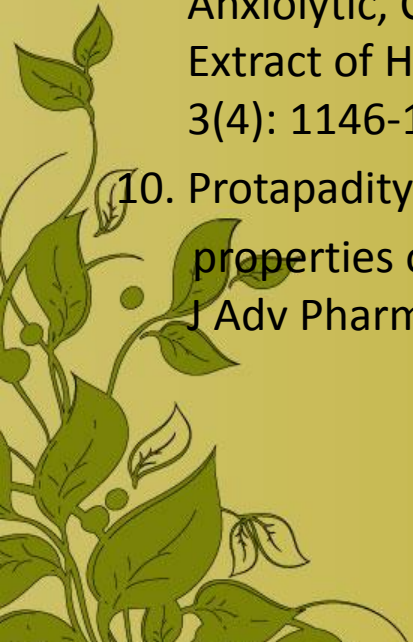 Anxiolytic,
Extract of H
3(4): 1146-1
10. Protapadity
properties
J Adv Pharm